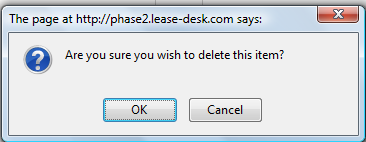 The page at http://phase2.lease-desk.com says:
Are you sure you wish to delete this item?
OK Cancel